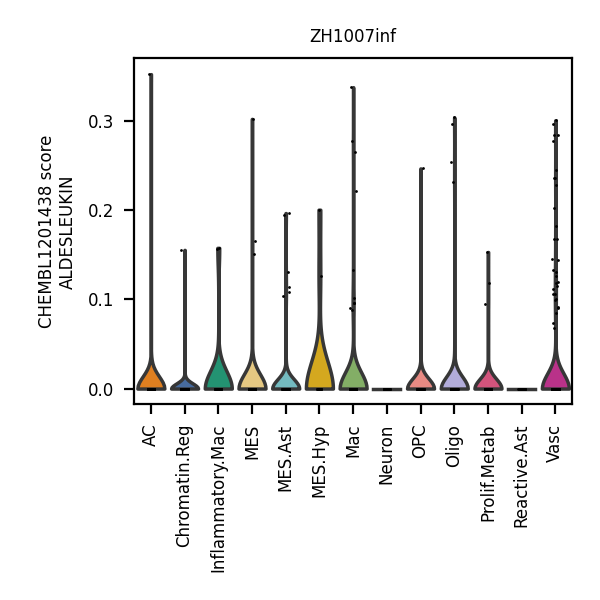 ZH1007inf
CHEMBL1201438 score
ALDESLEUKIN
0.3
0.2
0.1
0.0
AC
Chromatin.Reg
Inflammatory.Mac
MES
MES.Ast
MES.Hyp
Mac
Neuron
OPC
Oligo
Prolif.Metab
Reactive.Ast
Vasc